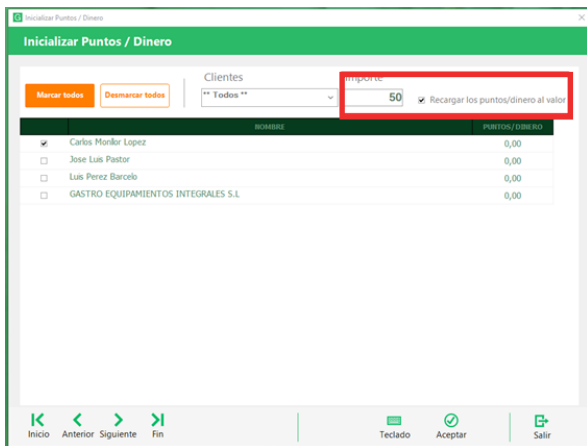 Inicializar Puntos / Dinero
Inicializar Puntos / Dinero
Clientes
Importe
Marcar todos
Desmarcar todos
** Todos **
50
Recargar los puntos/dinero al valor
NOMBRE
PUNTOS/DINERO
Carlos Monllor Lopez
0,00
Jose Luis Pastor
0,00
Luis Perez Barcelo
0,00
GASTRO EQUIPAMIENTOS INTEGRALES S.L
0,00
Inicio
Anterior
Siguiente
Fin
Teclado
Aceptar
Salir